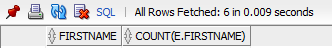 SQL | All Rows Fetched: 6 in 0.009 seconds
FIRSTNAME COUNT(E.FIRSTNAME)